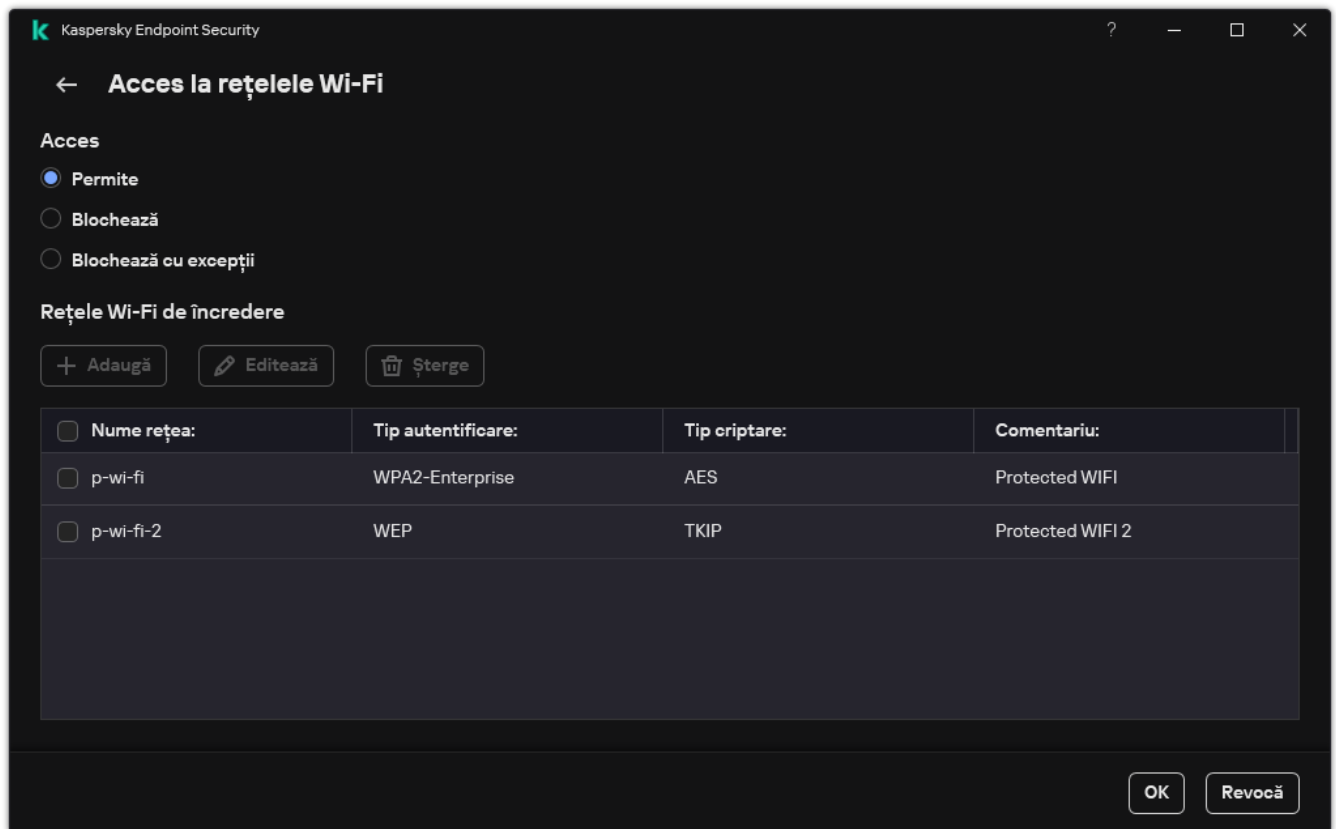 Kaspersky Endpoint Security
?
Acces la rețelele Wi-Fi
Acces
Permite
Blochează
Blochează cu excepții
Rețele Wi-Fi de încredere
Adaugă Editează Șterge
Nume rețea: Tip autentificare: Tip criptare: Comentariu:
p-wi-fi WPA2-Enterprise AES Protected WIFI
p-wi-fi-2 WEP TKIP Protected WIFI 2
OK Revocă